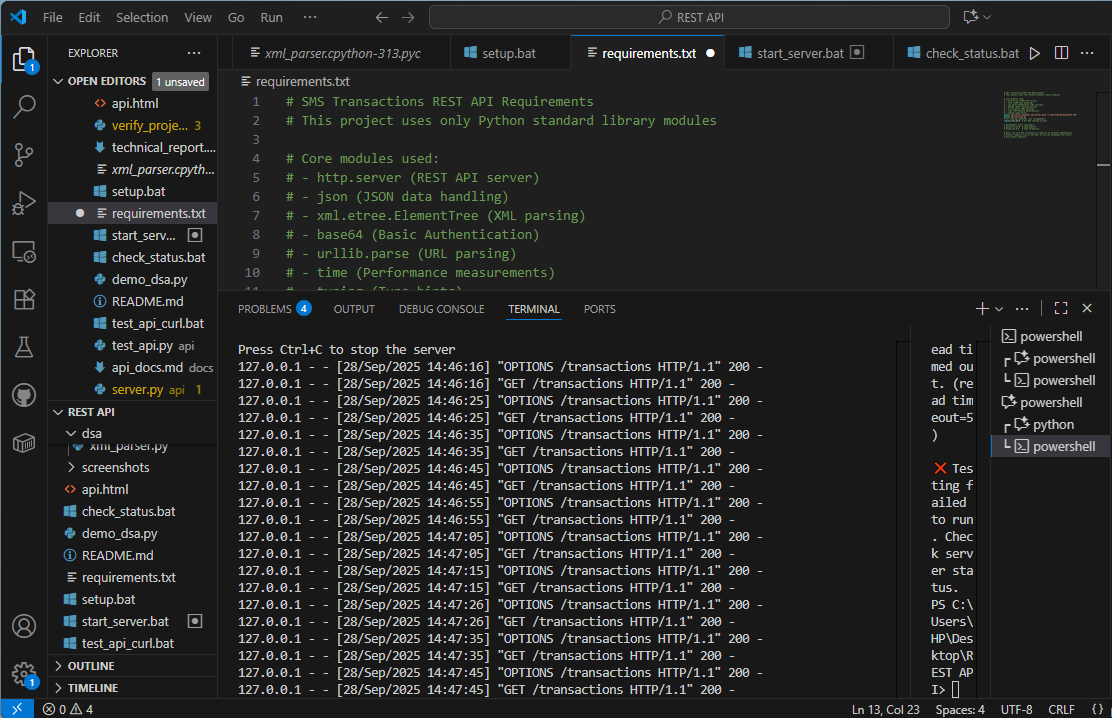 File Edit Selection View Go Run ··· REST API
EXPLORER ···
OPEN EDITORS 1 unsaved
api.html
verify_proje... 3
technical_report....
xml_parser.cpyth...
setup.bat
requirements.txt
start_serv...
check_status.bat
demo_dsa.py
README.md
test_api_curl.bat
test_api.py api
api_docs.md docs
server.py api 1
REST API
dsa
xml_parser.py
screenshots
api.html
check_status.bat
demo_dsa.py
README.md
requirements.txt
setup.bat
start_server.bat
test_api_curl.bat
OUTLINE
TIMELINE
1
1
xml_parser.cpython-313.pyc setup.bat requirements.txt start_server.bat check_status.bat ···
requirements.txt
1 # SMS Transactions REST API Requirements
2 # This project uses only Python standard library modules
3
4 # Core modules used:
5 # - http.server (REST API server)
6 # - json (JSON data handling)
7 # - xml.etree.ElementTree (XML parsing)
8 # - base64 (Basic Authentication)
9 # - urllib.parse (URL parsing)
10 # - time (Performance measurements)
11 # - typing (Type hints)
PROBLEMS 4 OUTPUT DEBUG CONSOLE TERMINAL PORTS ···
Press Ctrl+C to stop the server
127.0.0.1 - - [28/Sep/2025 14:46:16] "OPTIONS /transactions HTTP/1.1" 200 -
127.0.0.1 - - [28/Sep/2025 14:46:16] "GET /transactions HTTP/1.1" 200 -
127.0.0.1 - - [28/Sep/2025 14:46:25] "OPTIONS /transactions HTTP/1.1" 200 -
127.0.0.1 - - [28/Sep/2025 14:46:25] "GET /transactions HTTP/1.1" 200 -
127.0.0.1 - - [28/Sep/2025 14:46:35] "OPTIONS /transactions HTTP/1.1" 200 -
127.0.0.1 - - [28/Sep/2025 14:46:35] "GET /transactions HTTP/1.1" 200 -
127.0.0.1 - - [28/Sep/2025 14:46:45] "OPTIONS /transactions HTTP/1.1" 200 -
127.0.0.1 - - [28/Sep/2025 14:46:45] "GET /transactions HTTP/1.1" 200 -
127.0.0.1 - - [28/Sep/2025 14:46:55] "OPTIONS /transactions HTTP/1.1" 200 -
127.0.0.1 - - [28/Sep/2025 14:46:55] "GET /transactions HTTP/1.1" 200 -
127.0.0.1 - - [28/Sep/2025 14:47:05] "OPTIONS /transactions HTTP/1.1" 200 -
127.0.0.1 - - [28/Sep/2025 14:47:05] "GET /transactions HTTP/1.1" 200 -
127.0.0.1 - - [28/Sep/2025 14:47:15] "OPTIONS /transactions HTTP/1.1" 200 -
127.0.0.1 - - [28/Sep/2025 14:47:15] "GET /transactions HTTP/1.1" 200 -
127.0.0.1 - - [28/Sep/2025 14:47:26] "OPTIONS /transactions HTTP/1.1" 200 -
127.0.0.1 - - [28/Sep/2025 14:47:26] "GET /transactions HTTP/1.1" 200 -
127.0.0.1 - - [28/Sep/2025 14:47:35] "OPTIONS /transactions HTTP/1.1" 200 -
127.0.0.1 - - [28/Sep/2025 14:47:35] "GET /transactions HTTP/1.1" 200 -
127.0.0.1 - - [28/Sep/2025 14:47:45] "OPTIONS /transactions HTTP/1.1" 200 -
127.0.0.1 - - [28/Sep/2025 14:47:45] "GET /transactions HTTP/1.1" 200 -
ead ti
med ou
t. (re
ad tim
eout=5
)
❌ Tes
ting f
ailed
to run
. Chec
k serv
er sta
tus.
PS C:\
Users\
HP\Des
ktop\R
EST AP
I>
powershell
powershell
powershell
powershell
python
powershell
0 4 Ln 13, Col 23 Spaces: 4 UTF-8 CRLF {}